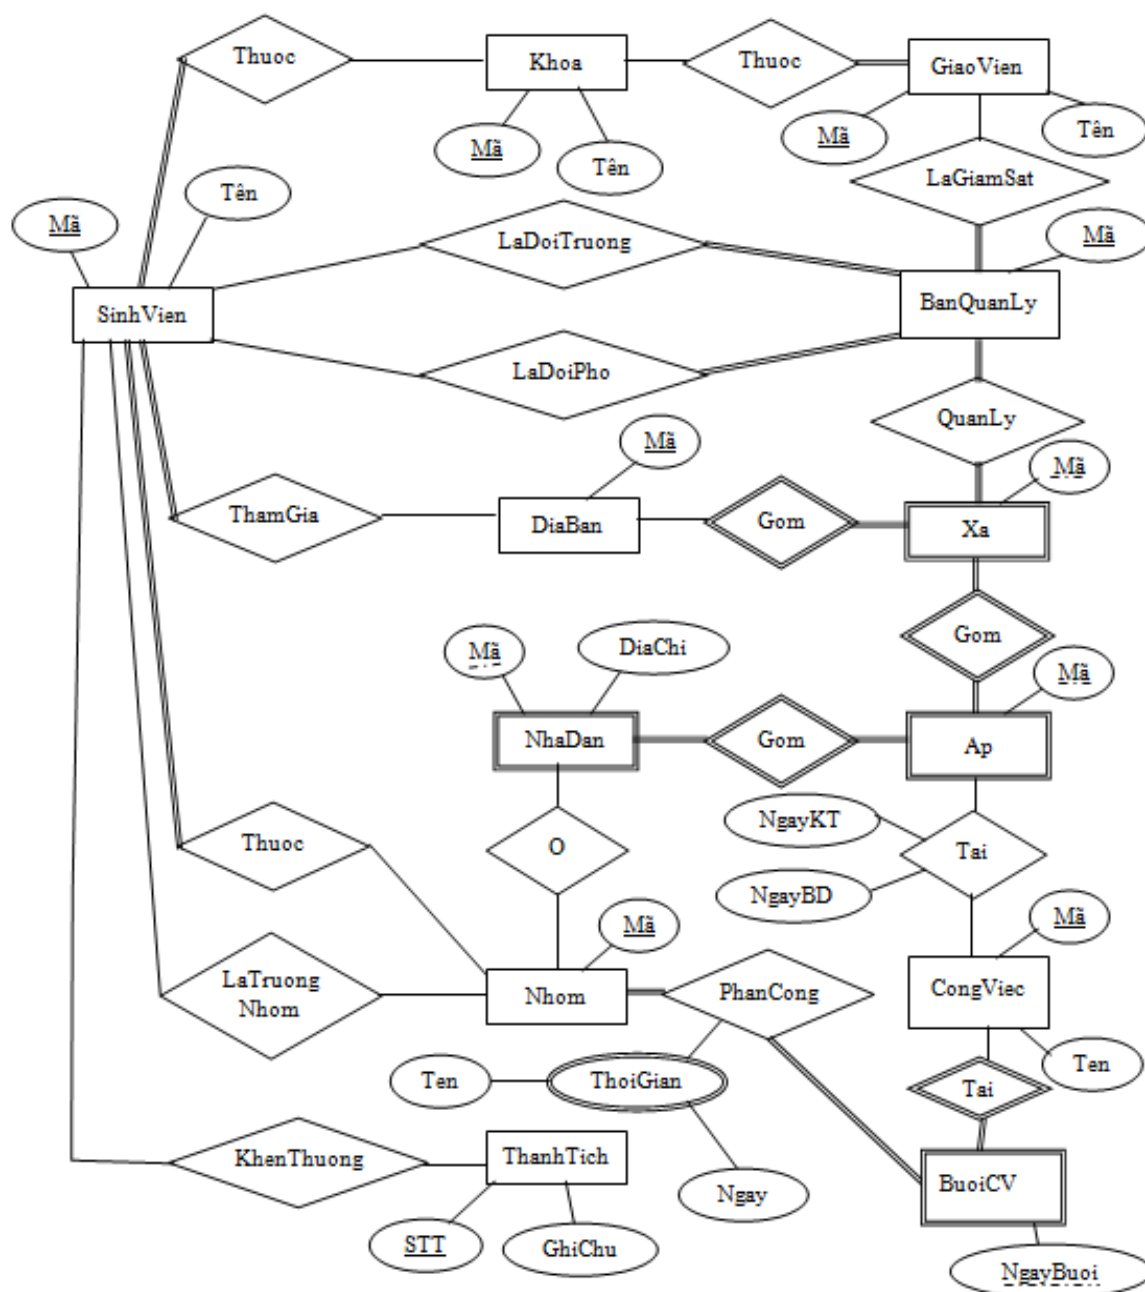 Thuoc
Khoa
Thuoc
GiaoVien
Mã
Tên
Mã
Tên
Mã
Tên
LaGiamSat
LaDoiTruong
Mã
SinhVien
BanQuanLy
LaDoiPho
QuanLy
Mã
Mã
ThamGia
DiaBan
Gom
Xa
Gom
Mã
DiaChi
Mã
NhaDan
Gom
Ap
NgayKT
Thuoc
O
Tai
NgayBD
Mã
Mã
LaTruong
Nhom
Nhom
PhanCong
CongViec
Ten
ThoiGian
Ten
Tai
KhenThuong
ThanhTich
Ngay
BuoiCV
STT
GhiChu
NgayBuoi